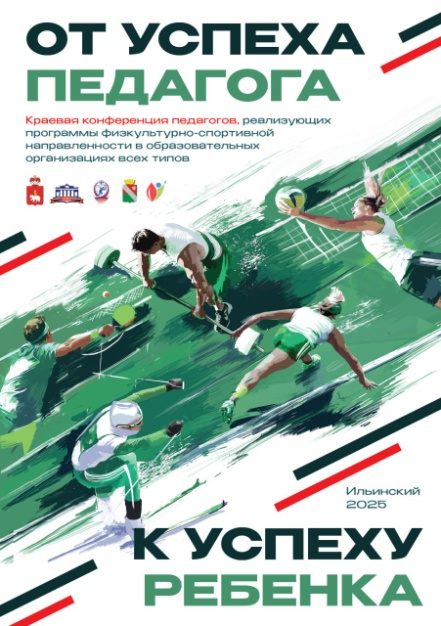 ОТ УСПЕХА
ПЕДАГОГА
Краевая конференция педагогов, реализующих
программы физкультурно-спортивной
направленности в образовательных
организациях всех типов
Ильинский
2025
К УСПЕХУ
РЕБЕНКА